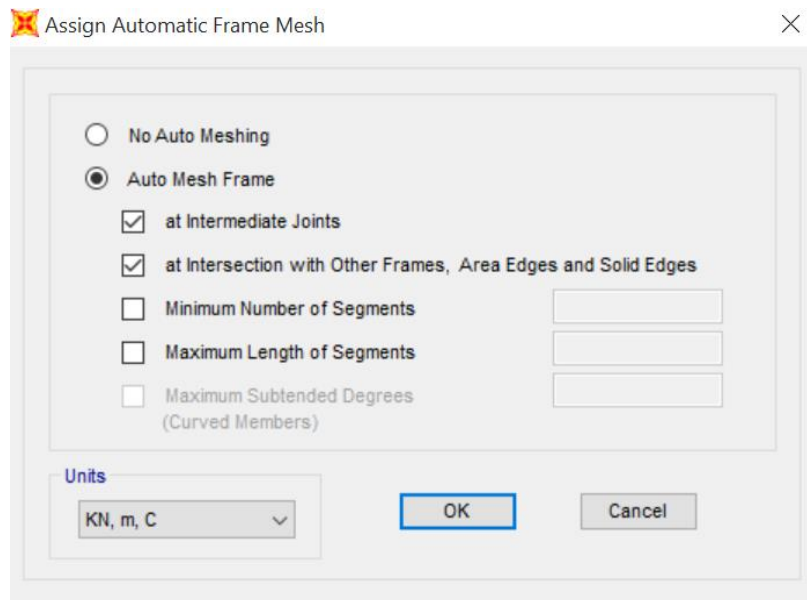 Assign Automatic Frame Mesh
No Auto Meshing
Auto Mesh Frame
at Intermediate Joints
at Intersection with Other Frames, Area Edges and Solid Edges
Minimum Number of Segments
Maximum Length of Segments
Maximum Subtended Degrees
(Curved Members)
Units
KN, m, C
OK
Cancel